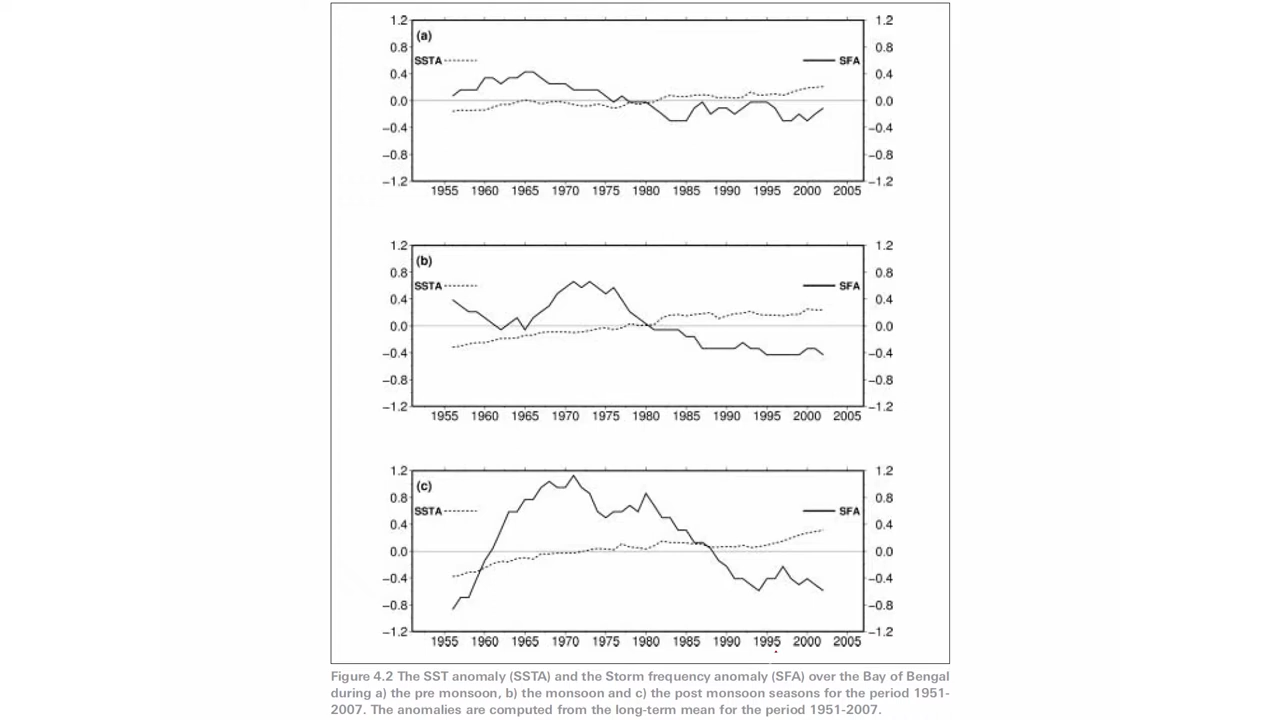 1.2 1.2
(a)
0.8 0.8
SSTA SFA
0.4 0.4
0.0 0.0
−0.4 −0.4
−0.8 −0.8
−1.2 −1.2
1955 1960 1965 1970 1975 1980 1985 1990 1995 2000 2005
1.2 1.2
(b)
0.8 0.8
SSTA SFA
0.4 0.4
0.0 0.0
−0.4 −0.4
−0.8 −0.8
−1.2 −1.2
1955 1960 1965 1970 1975 1980 1985 1990 1995 2000 2005
1.2 1.2
(c)
0.8 0.8
SSTA SFA
0.4 0.4
0.0 0.0
−0.4 −0.4
−0.8 −0.8
−1.2 −1.2
1955 1960 1965 1970 1975 1980 1985 1990 1995 2000 2005
Figure 4.2 The SST anomaly (SSTA) and the Storm frequency anomaly (SFA) over the Bay of Bengal
during a) the pre monsoon, b) the monsoon and c) the post monsoon seasons for the period 1951-
2007. The anomalies are computed from the long-term mean for the period 1951-2007.